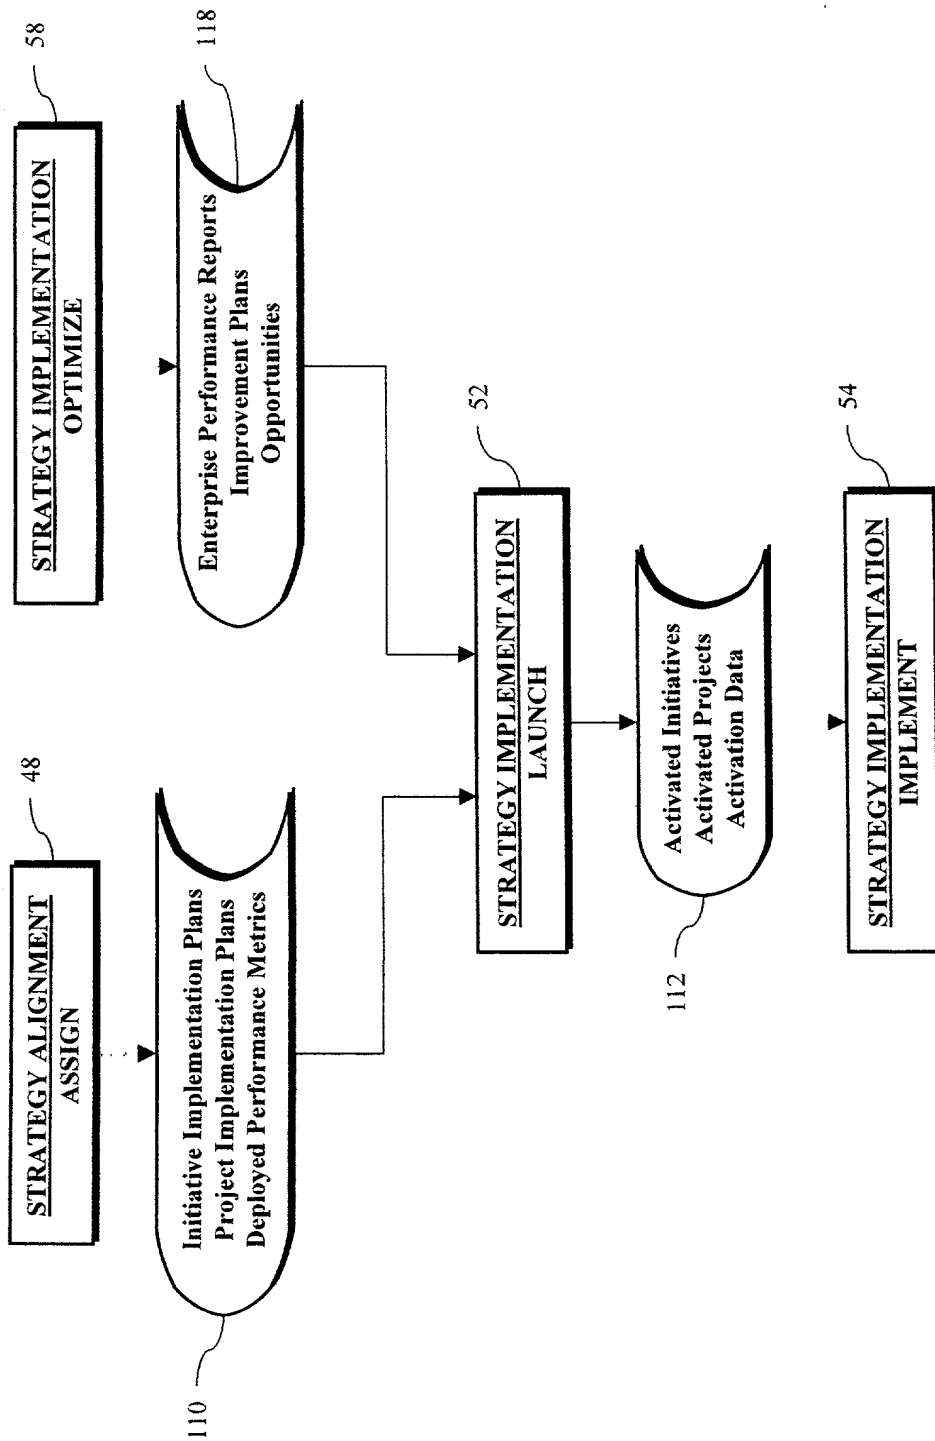 48
STRATEGY ALIGNMENT
ASSIGN
58
STRATEGY IMPLEMENTATION
OPTIMIZE
110
Initiative Implementation Plans
Project Implementation Plans
Deployed Performance Metrics
118
Enterprise Performance Reports
Improvement Plans
Opportunities
52
STRATEGY IMPLEMENTATION
LAUNCH
112
Activated Initiatives
Activated Projects
Activation Data
54
STRATEGY IMPLEMENTATION
IMPLEMENT